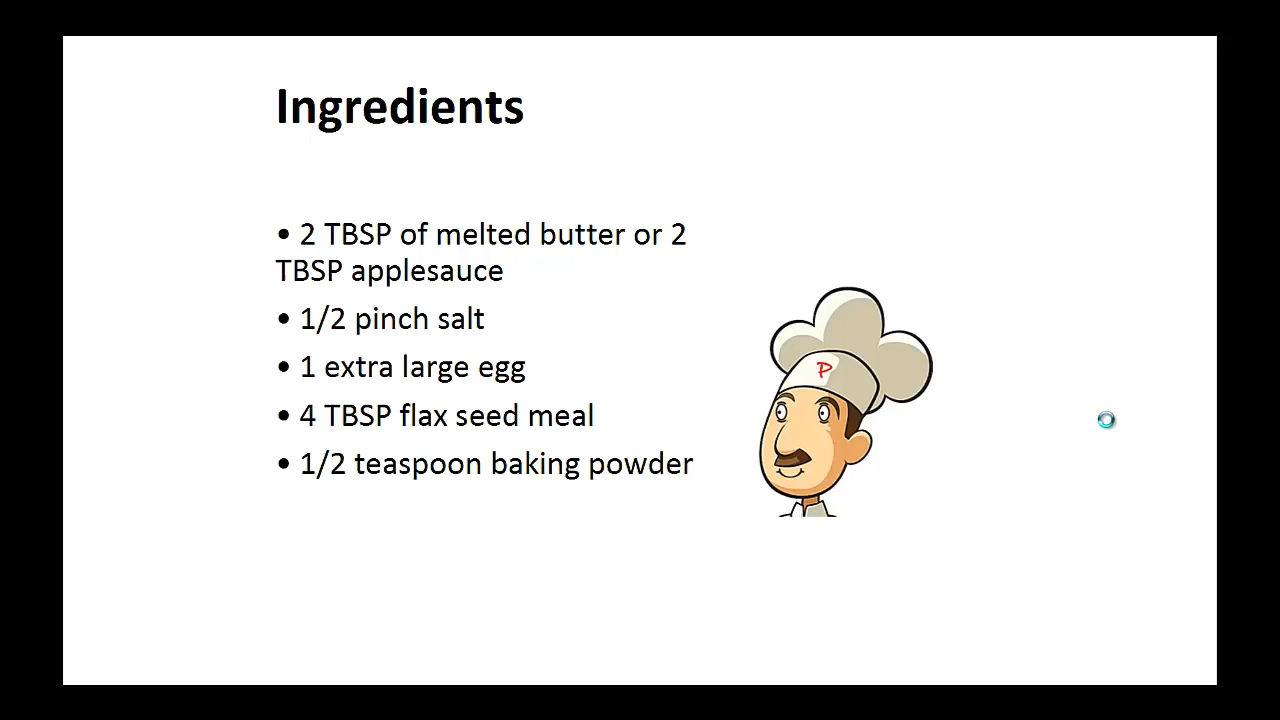 Ingredients
• 2 TBSP of melted butter or 2
TBSP applesauce
• 1/2 pinch salt
• 1 extra large egg
• 4 TBSP flax seed meal
• 1/2 teaspoon baking powder
P